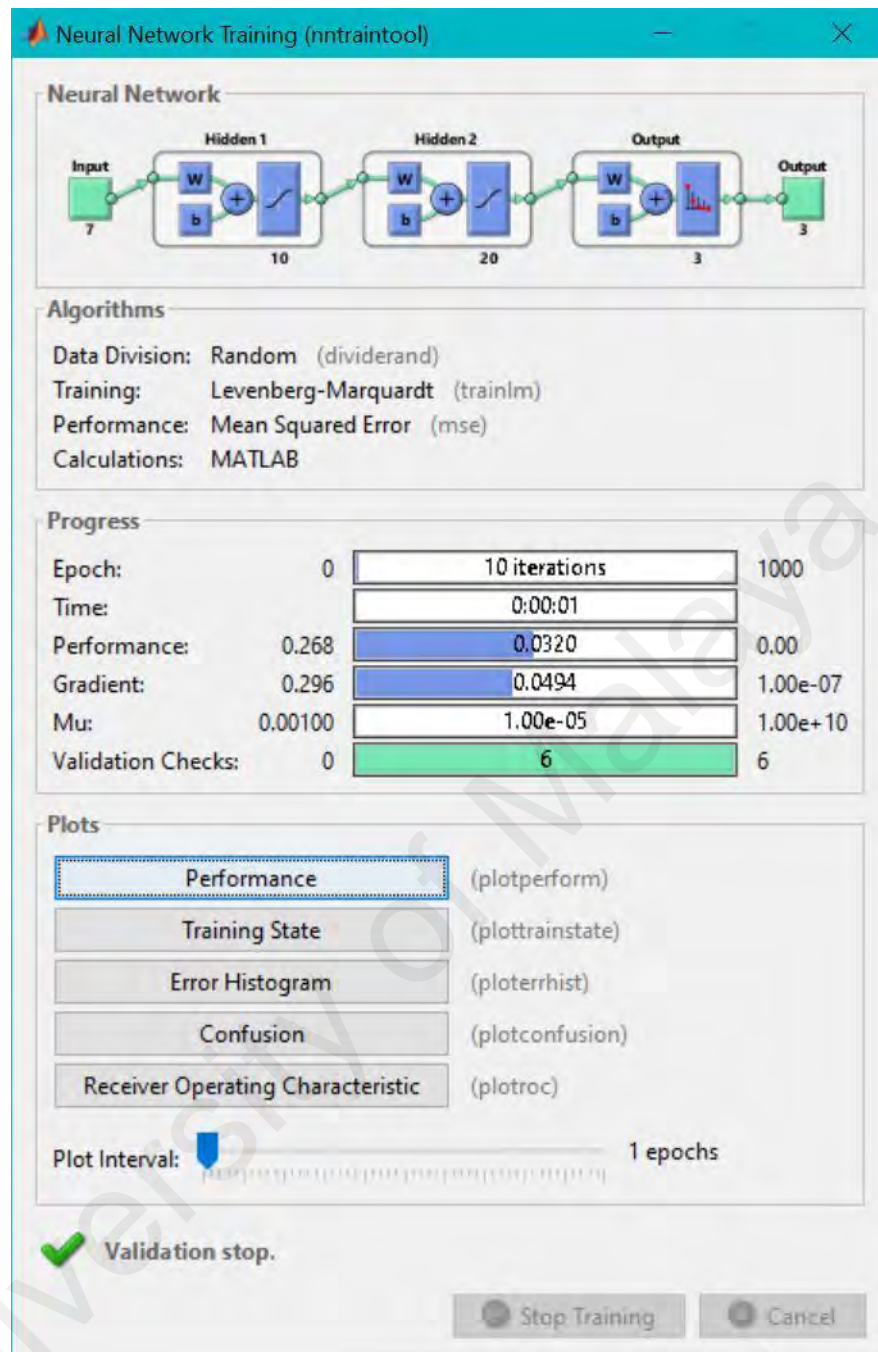 Neural Network Training (nntraintool)
Neural Network
Hidden 1 Hidden 2 Output
Input Output
W W W
b b b
7 10 20 3 3
Algorithms
Data Division: Random (dividerand)
Training: Levenberg-Marquardt (trainlm)
Performance: Mean Squared Error (mse)
Calculations: MATLAB
Progress
Epoch: 0 10 iterations 1000
Time: 0:00:01
Performance: 0.268 0.0320 0.00
Gradient: 0.296 0.0494 1.00e-07
Mu: 0.00100 1.00e-05 1.00e+10
Validation Checks: 0 6 6
Plots
Performance (plotperform)
Training State (plottrainstate)
Error Histogram (ploterrhist)
Confusion (plotconfusion)
Receiver Operating Characteristic (plotroc)
Plot Interval: 1 epochs
Validation stop.
Stop Training Cancel
versity of Malaya